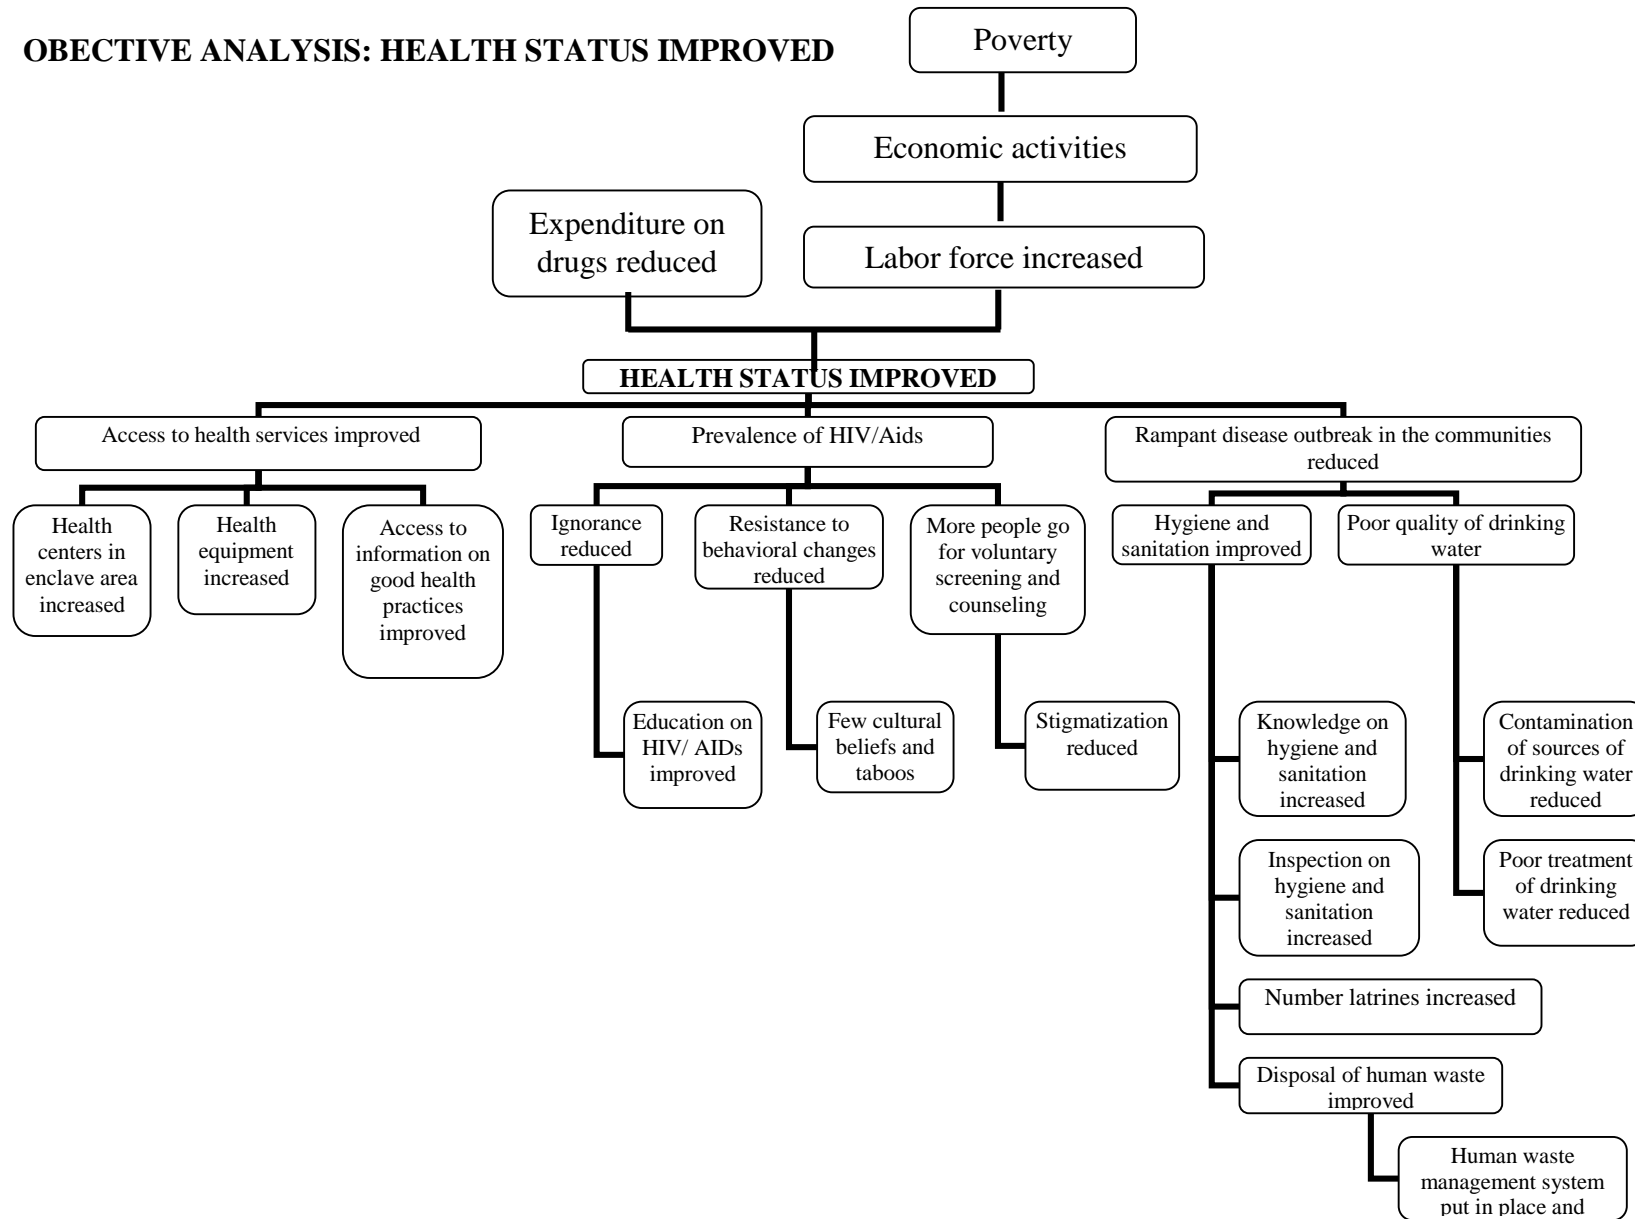 OBECTIVE ANALYSIS: HEALTH STATUS IMPROVED
Poverty
Economic activities
Expenditure on
drugs reduced
Labor force increased
HEALTH STATUS IMPROVED
Access to health services improved
Prevalence of HIV/Aids
Rampant disease outbreak in the communities
reduced
Health
centers in
enclave area
increased
Health
equipment
increased
Access to
information on
good health
practices
improved
Ignorance
reduced
Resistance to
behavioral changes
reduced
More people go
for voluntary
screening and
counseling
Hygiene and
sanitation improved
Poor quality of drinking
water
Education on
HIV/ AIDs
improved
Few cultural
beliefs and
taboos
Stigmatization
reduced
Knowledge on
hygiene and
sanitation
increased
Contamination
of sources of
drinking water
reduced
Inspection on
hygiene and
sanitation
increased
Poor treatment
of drinking
water reduced
Number latrines increased
Disposal of human waste
improved
Human waste
management system
put in place and